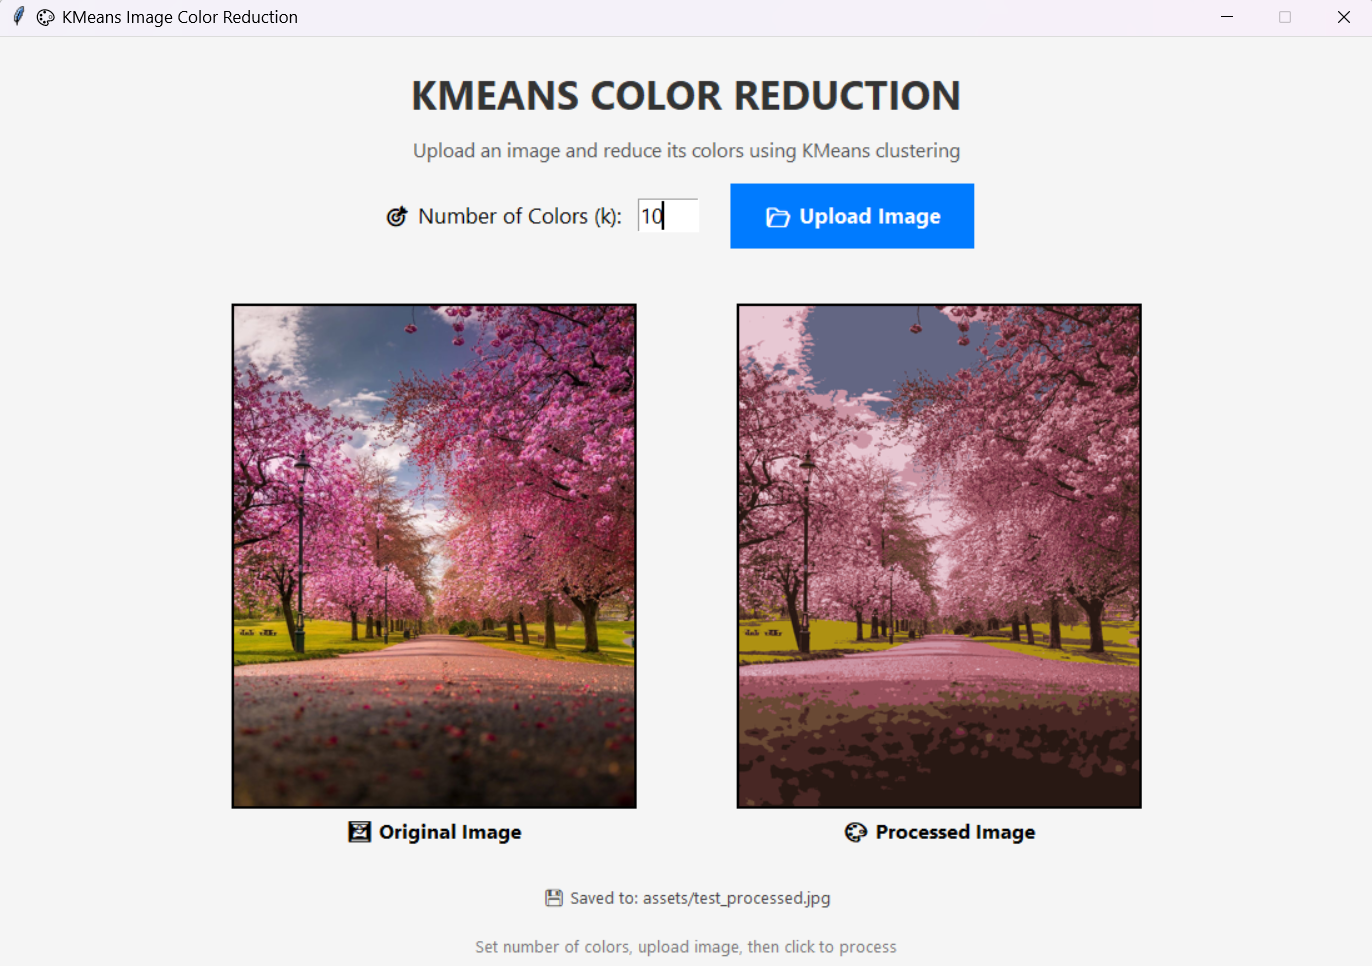 KMeans Image Color Reduction
KMEANS COLOR REDUCTION
Upload an image and reduce its colors using KMeans clustering
Number of Colors (k): 10 Upload Image
Original Image Processed Image
Saved to: assets/test_processed.jpg
Set number of colors, upload image, then click to process